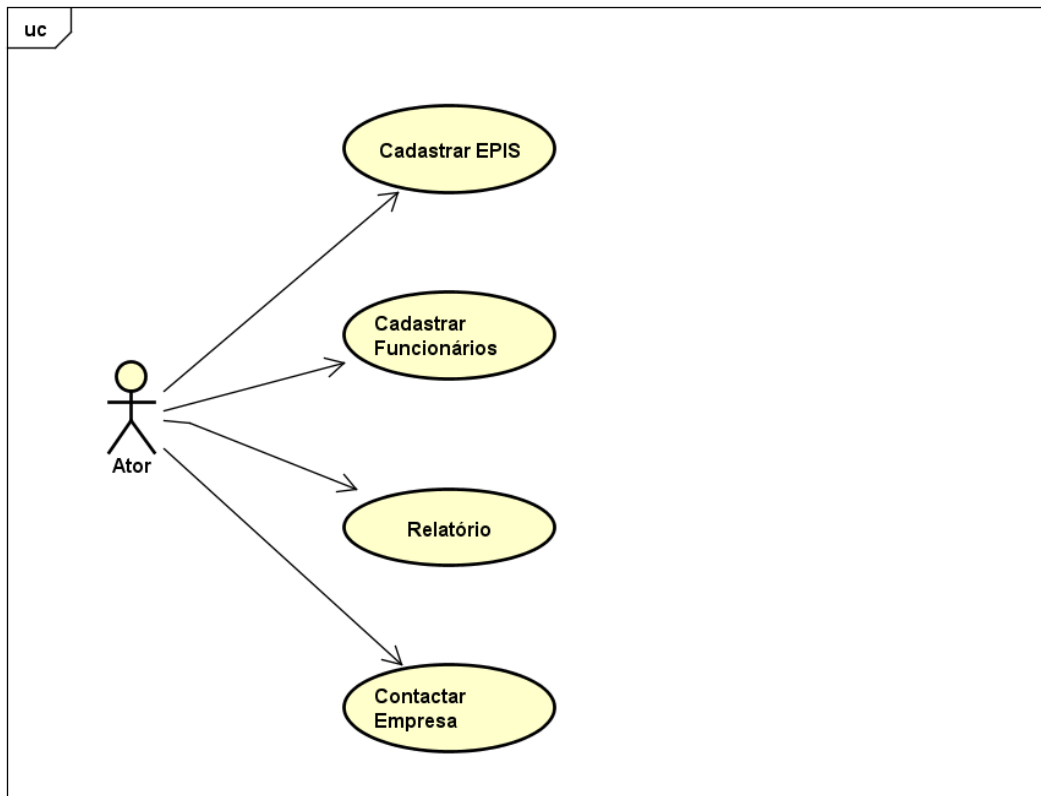 uc
Cadastrar EPIS
Cadastrar
Funcionários
Ator
Relatório
Contactar
Empresa